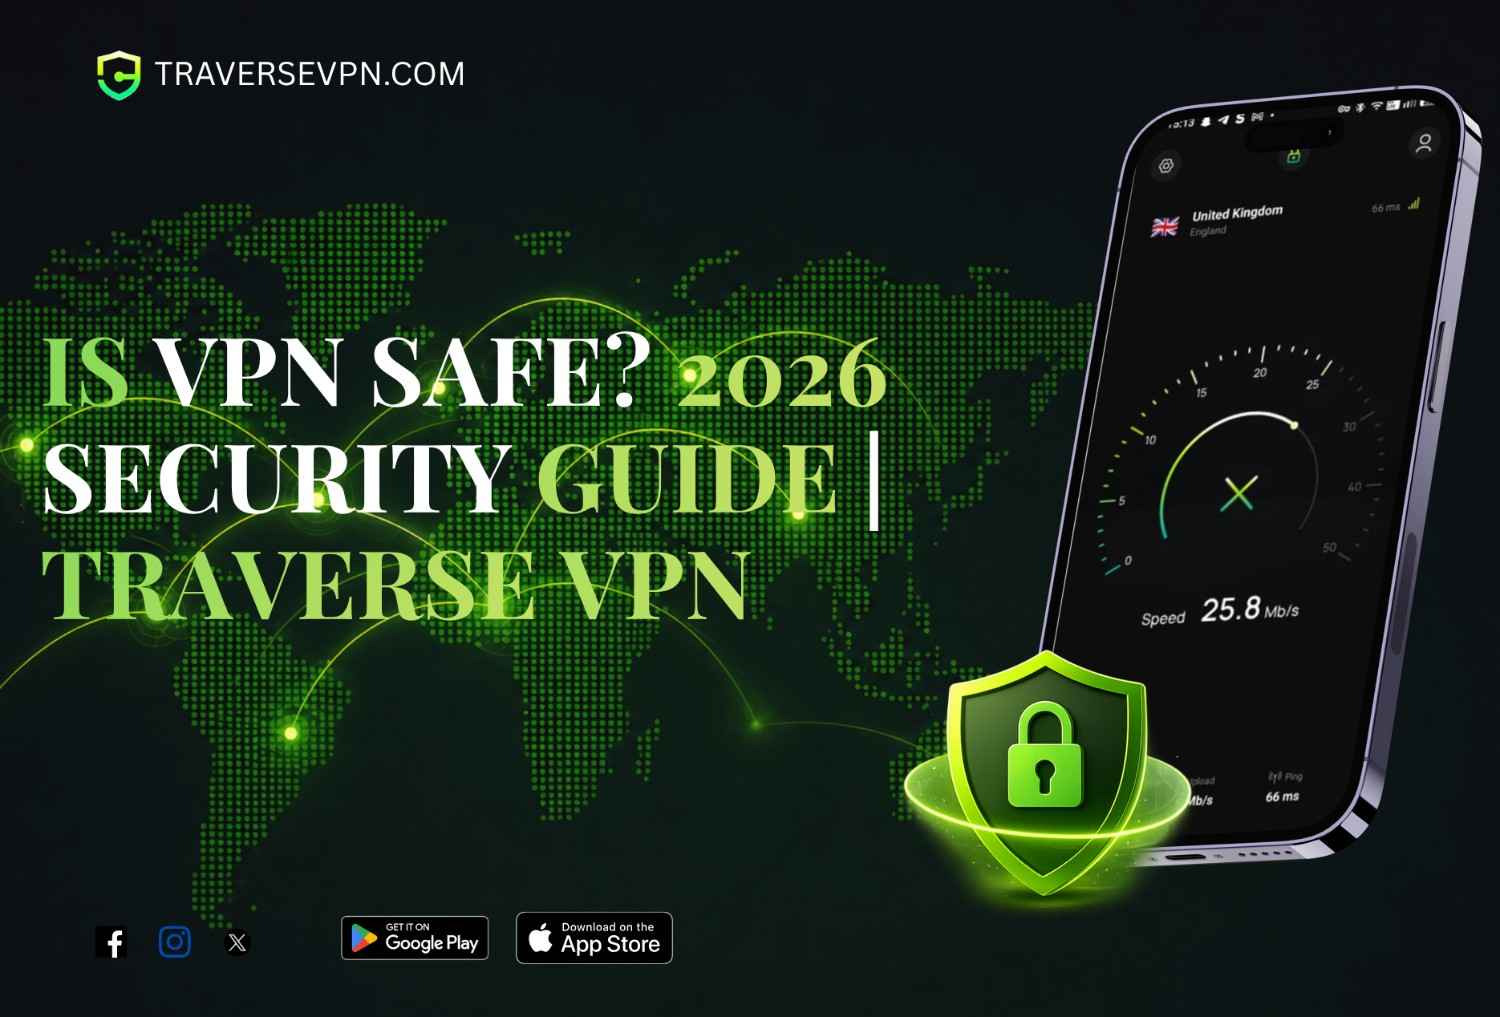 TRAVERSEVPN.COM
IS VPN SAFE? 2026
SECURITY GUIDE |
TRAVERSE VPN
United Kingdom
England
66 ms
0
5
10
15
20
25
30
40
50
Speed 25.8 Mb/s
Ping
Mb/s
66 ms
GET IT ON
Google Play
Download on the
App Store